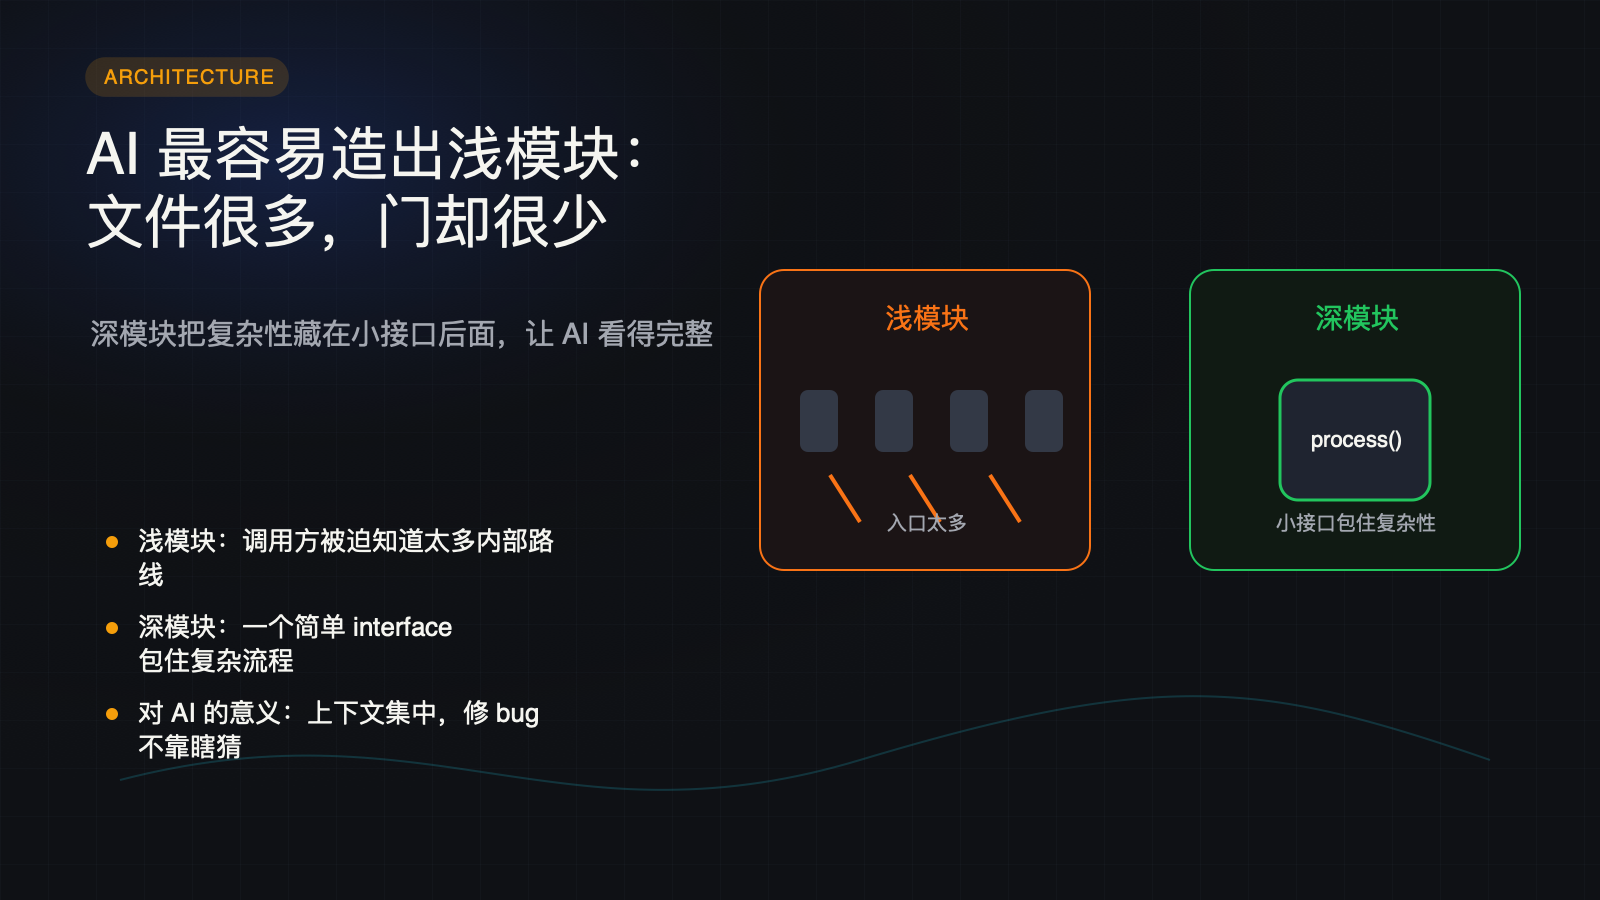 ARCHITECTURE
AI 最容易造出浅模块：
文件很多，门却很少
深模块把复杂性藏在小接口后面，让 AI 看得完整
浅模块：调用方被迫知道太多内部路
线
深模块：一个简单 interface
包住复杂流程
对 AI 的意义：上下文集中，修 bug
不靠瞎猜
浅模块
入口太多
深模块
process()
小接口包住复杂性